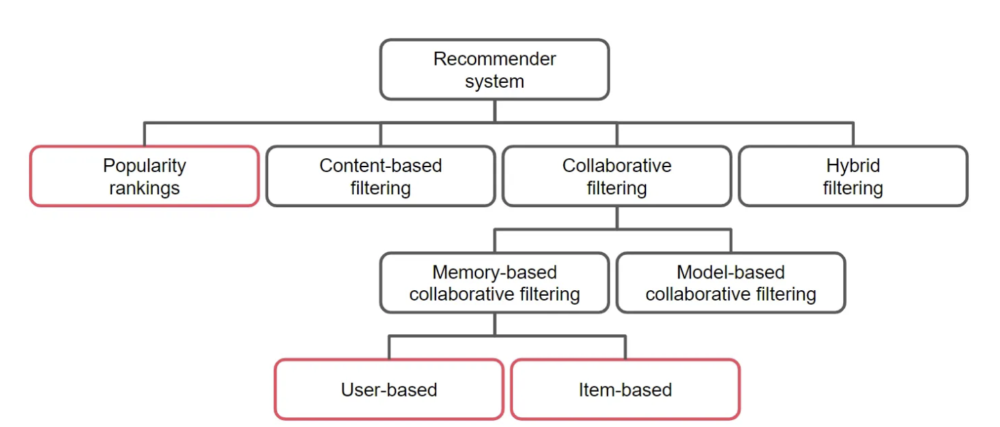 Recommender
system
Popularity
rankings
Content-based
filtering
Collaborative
filtering
Hybrid
filtering
Memory-based
collaborative filtering
Model-based
collaborative filtering
User-based
Item-based